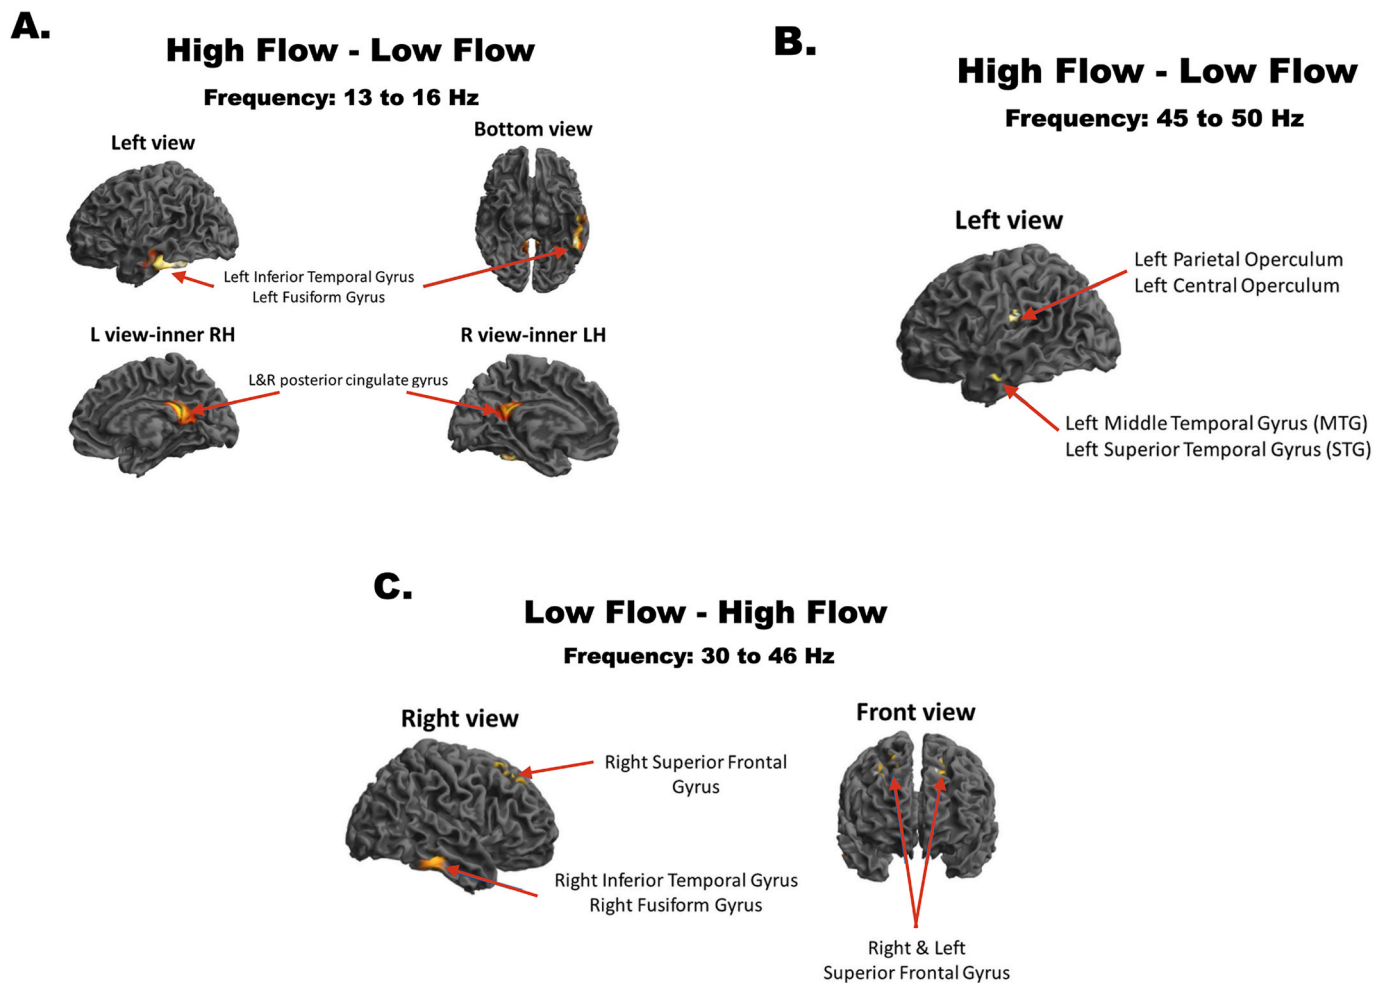 A.
High Flow - Low Flow
Frequency: 13 to 16 Hz
Left view
Bottom view
Left Inferior Temporal Gyrus
Left Fusiform Gyrus
L view-inner RH
R view-inner LH
L&R posterior cingulate gyrus
B.
High Flow - Low Flow
Frequency: 45 to 50 Hz
Left view
Left Parietal Operculum
Left Central Operculum
Left Middle Temporal Gyrus (MTG)
Left Superior Temporal Gyrus (STG)
C.
Low Flow - High Flow
Frequency: 30 to 46 Hz
Right view
Front view
Right Superior Frontal
Gyrus
Right Inferior Temporal Gyrus
Right Fusiform Gyrus
Right & Left
Superior Frontal Gyrus